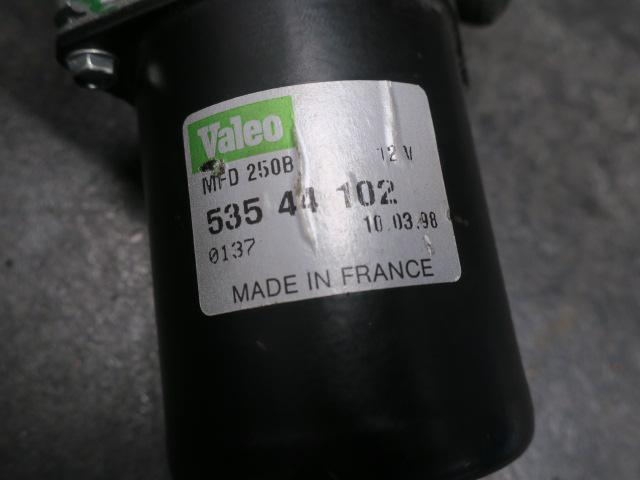 Valeo
MFD 250B 12 V
535 44 102
0137 10.03.98
MADE IN FRANCE